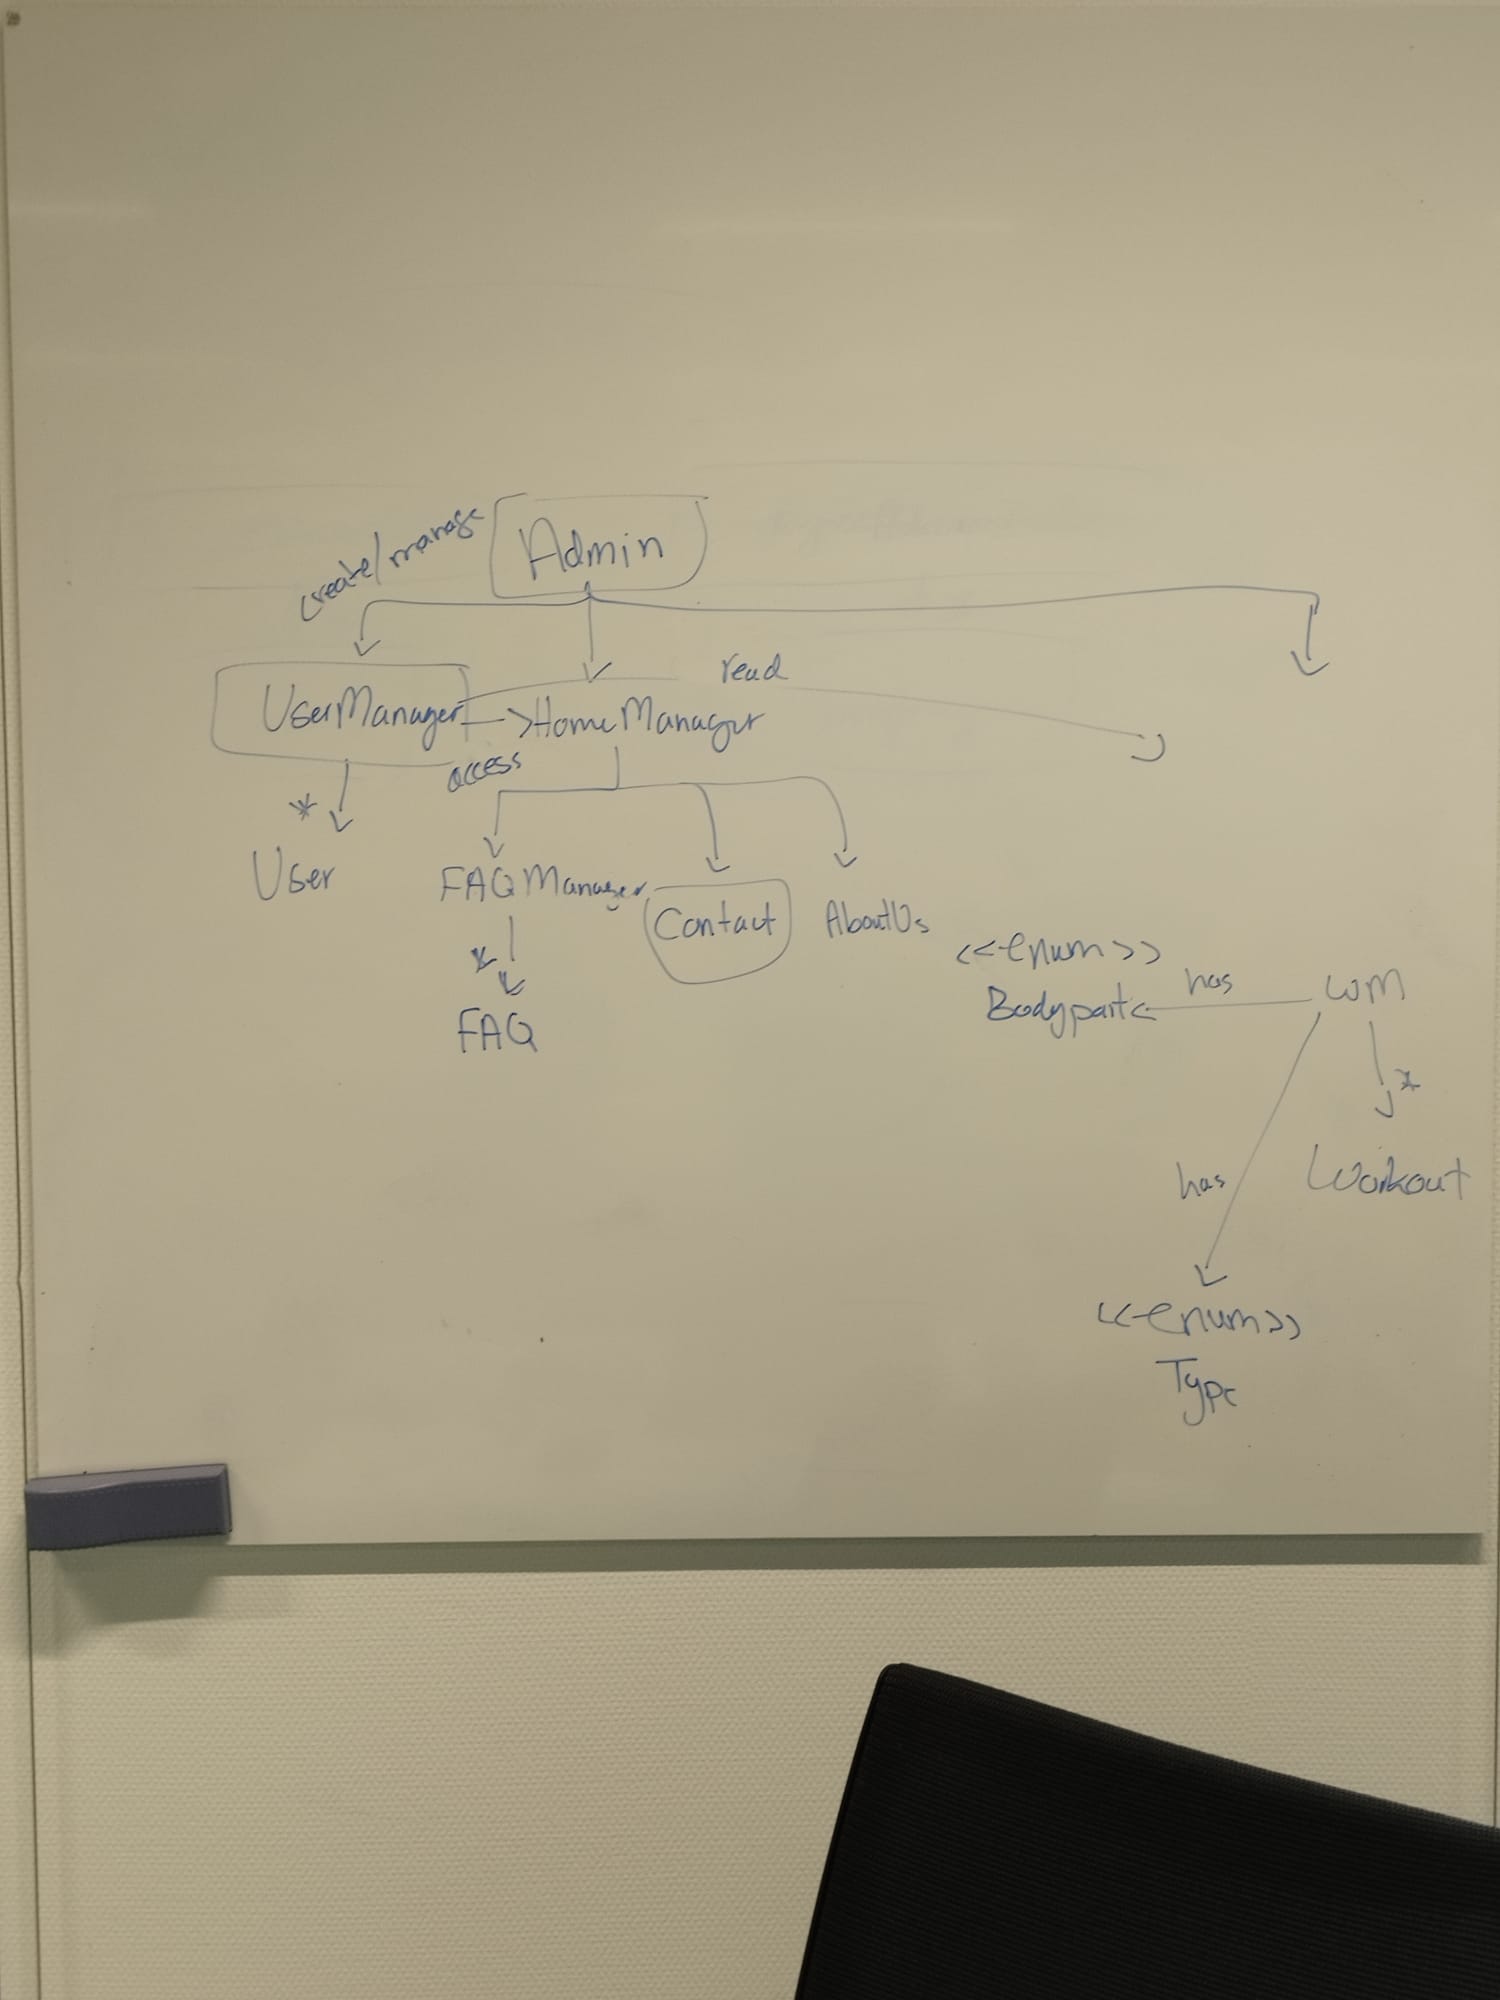 create/manage
Admin
read
UserManager
HomeManager
access
*
User
FAQManager
Contact
AboutUs
*
FAQ
<<enum>>
Bodypart
has
WM
*
Workout
has
<<enum>>
Type